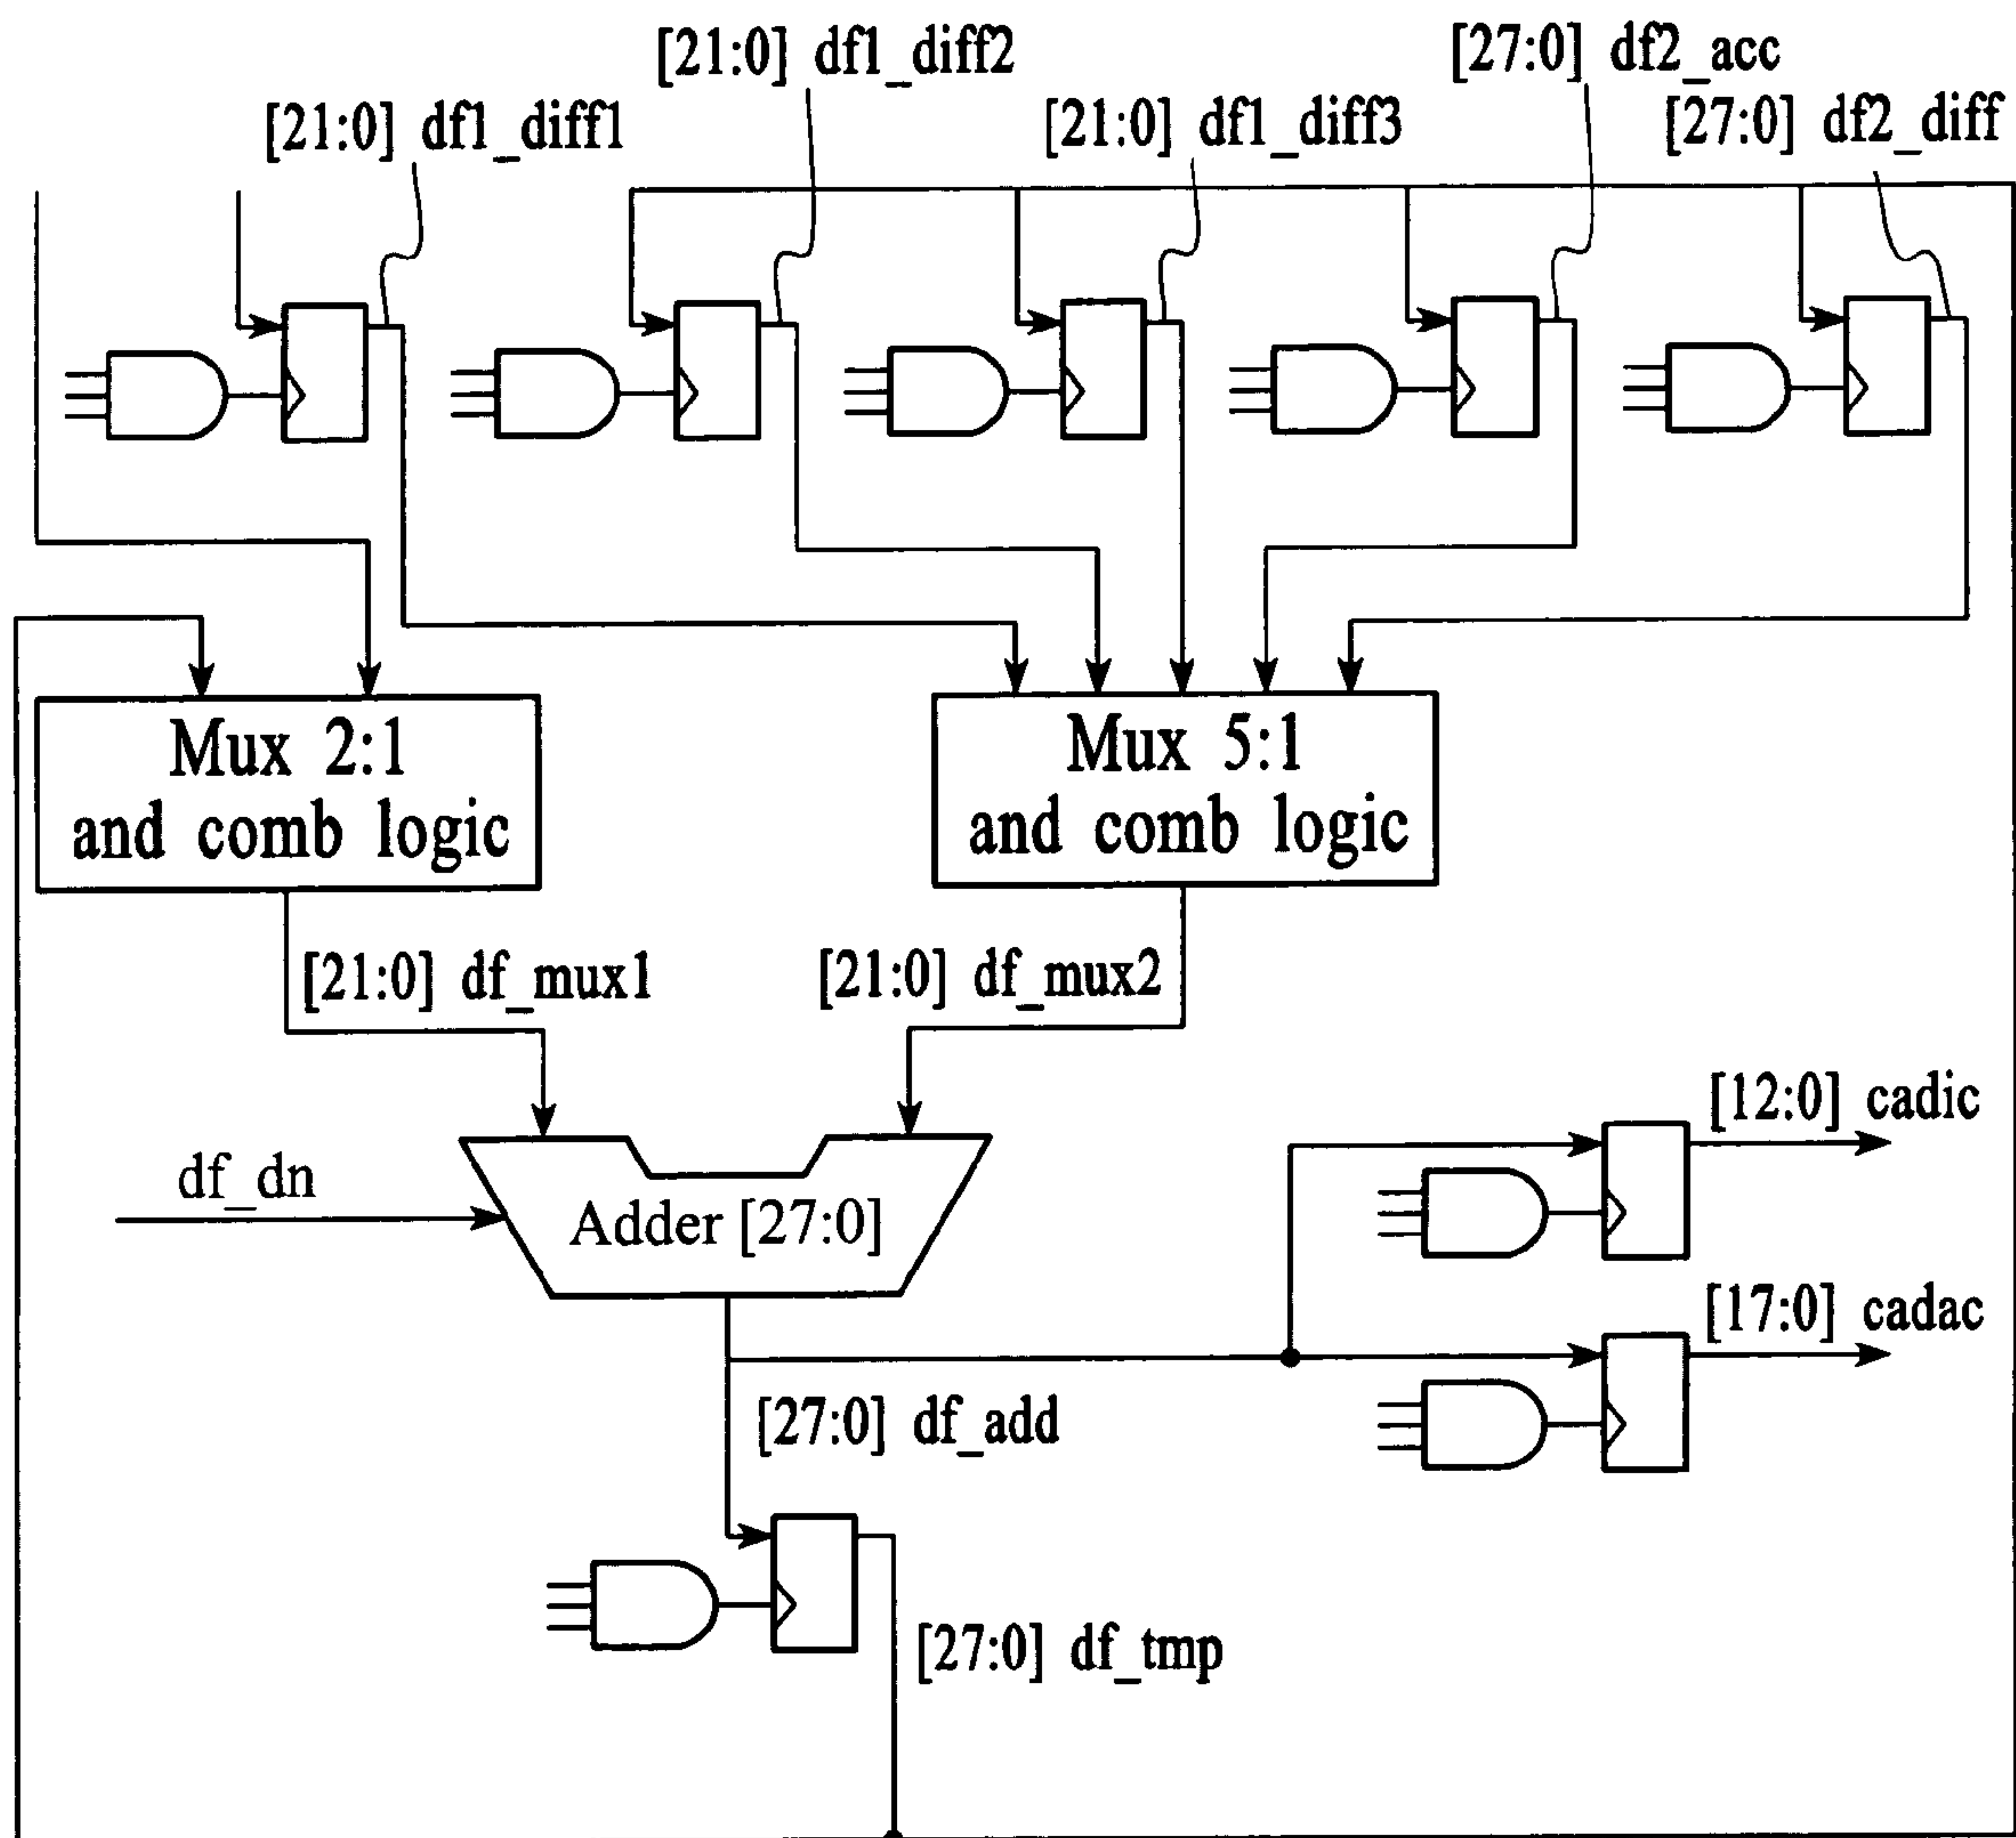 [21:0] df1_diff2
[27:0] df2_acc
[21:0] df1_diff1
[21:0] df1_diff3
[27:0] df2_diff
Mux 2:1
and comb logic
Mux 5:1
and comb logic
[21:0] df_mux1
[21:0] df_mux2
[12:0] cadic
df_dn
Adder [27:0]
[17:0] cadac
[27:0] df_add
[27:0] df_tmp